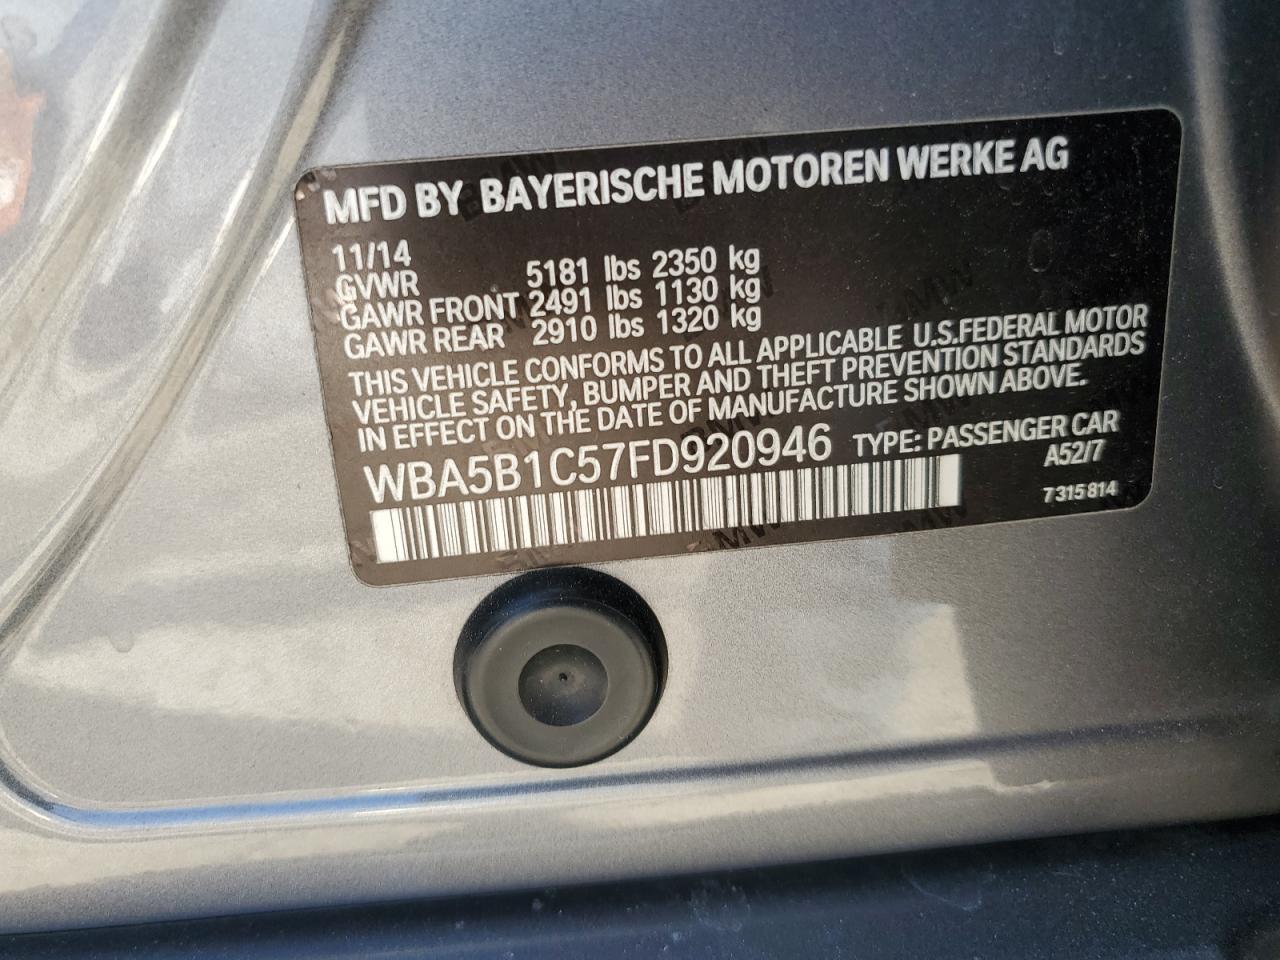 MFD BY BAYERISCHE MOTOREN WERKE AG
11/14
GVWR 5181 lbs 2350 kg
GAWR FRONT 2491 lbs 1130 kg
GAWR REAR 2910 lbs 1320 kg
THIS VEHICLE CONFORMS TO ALL APPLICABLE U.S.FEDERAL MOTOR
VEHICLE SAFETY, BUMPER AND THEFT PREVENTION STANDARDS
IN EFFECT ON THE DATE OF MANUFACTURE SHOWN ABOVE.
WBA5B1C57FD920946 TYPE: PASSENGER CAR
A52/7
7 315 814